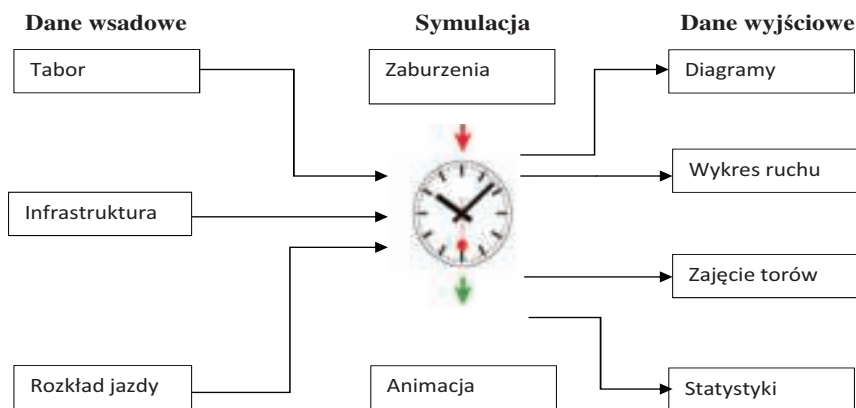 Dane wsadowe
Symulacja
Dane wyjściowe
Tabor
Zaburzenia
Diagramy
Wykres ruchu
Infrastruktura
Zajęcie torów
Rozkład jazdy
Animacja
Statystyki